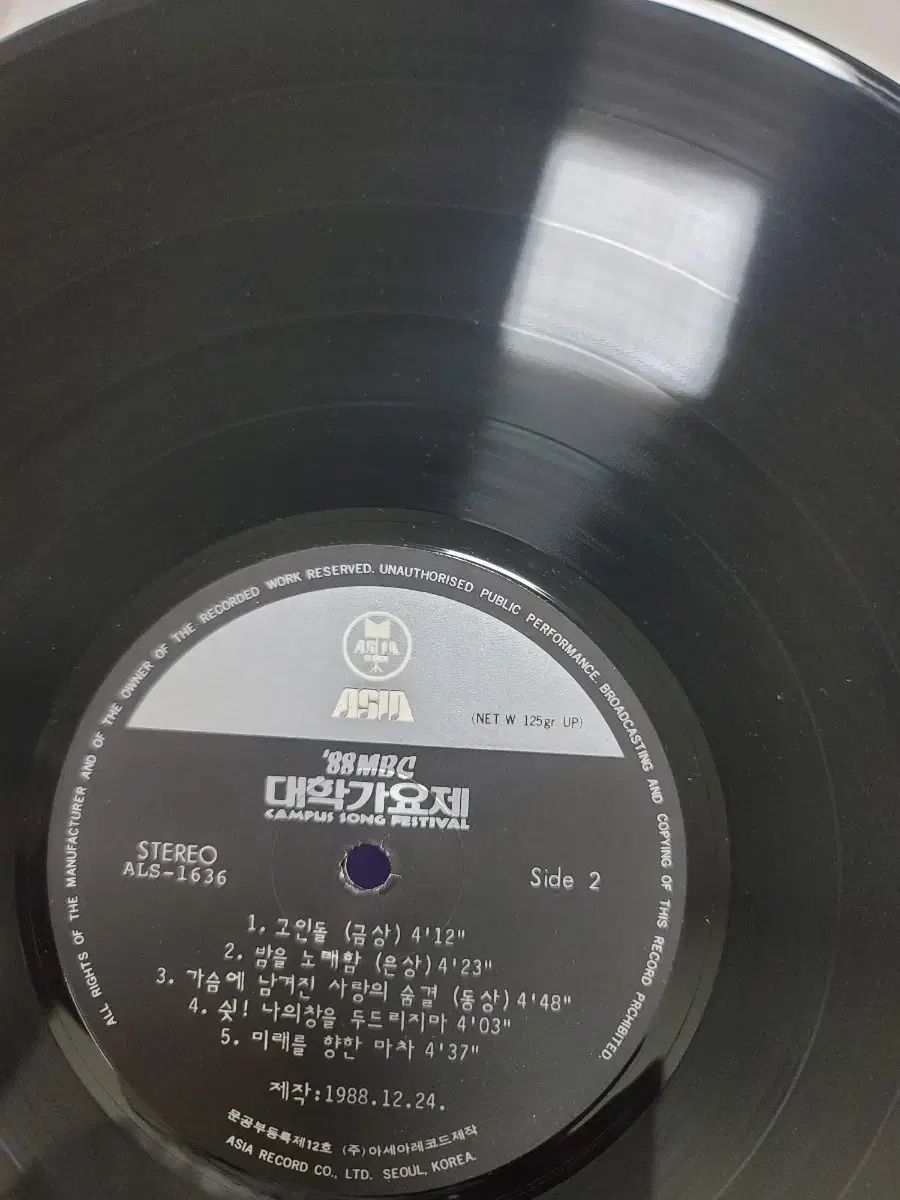 ALL RIGHTS OF THE MANUFACTURER AND OF THE OWNER OF THE RECORDED WORK RESERVED. UNAUTHORISED PUBLIC PERFORMANCE. BROADCASTING AND COPYING OF THIS RECORD PROHIBITED.
ASIA
ASIA
(NET W 125gr UP)
'88 MBC
대학가요제
CAMPUS SONG FESTIVAL
STEREO
ALS-1636
Side 2
1. 고인돌 (금상) 4'12"
2. 밤을 노매함 (은상) 4'23"
3. 가슴에 남겨진 사랑의 숨결 (동상) 4'48"
4. 쉿! 나의창을 두드리지마 4'03"
5. 미래를 향한 마차 4'37"
제작:1988.12.24.
문공부등록제12호 (주)아세아레코드제작
ASIA RECORD CO., LTD. SEOUL, KOREA.